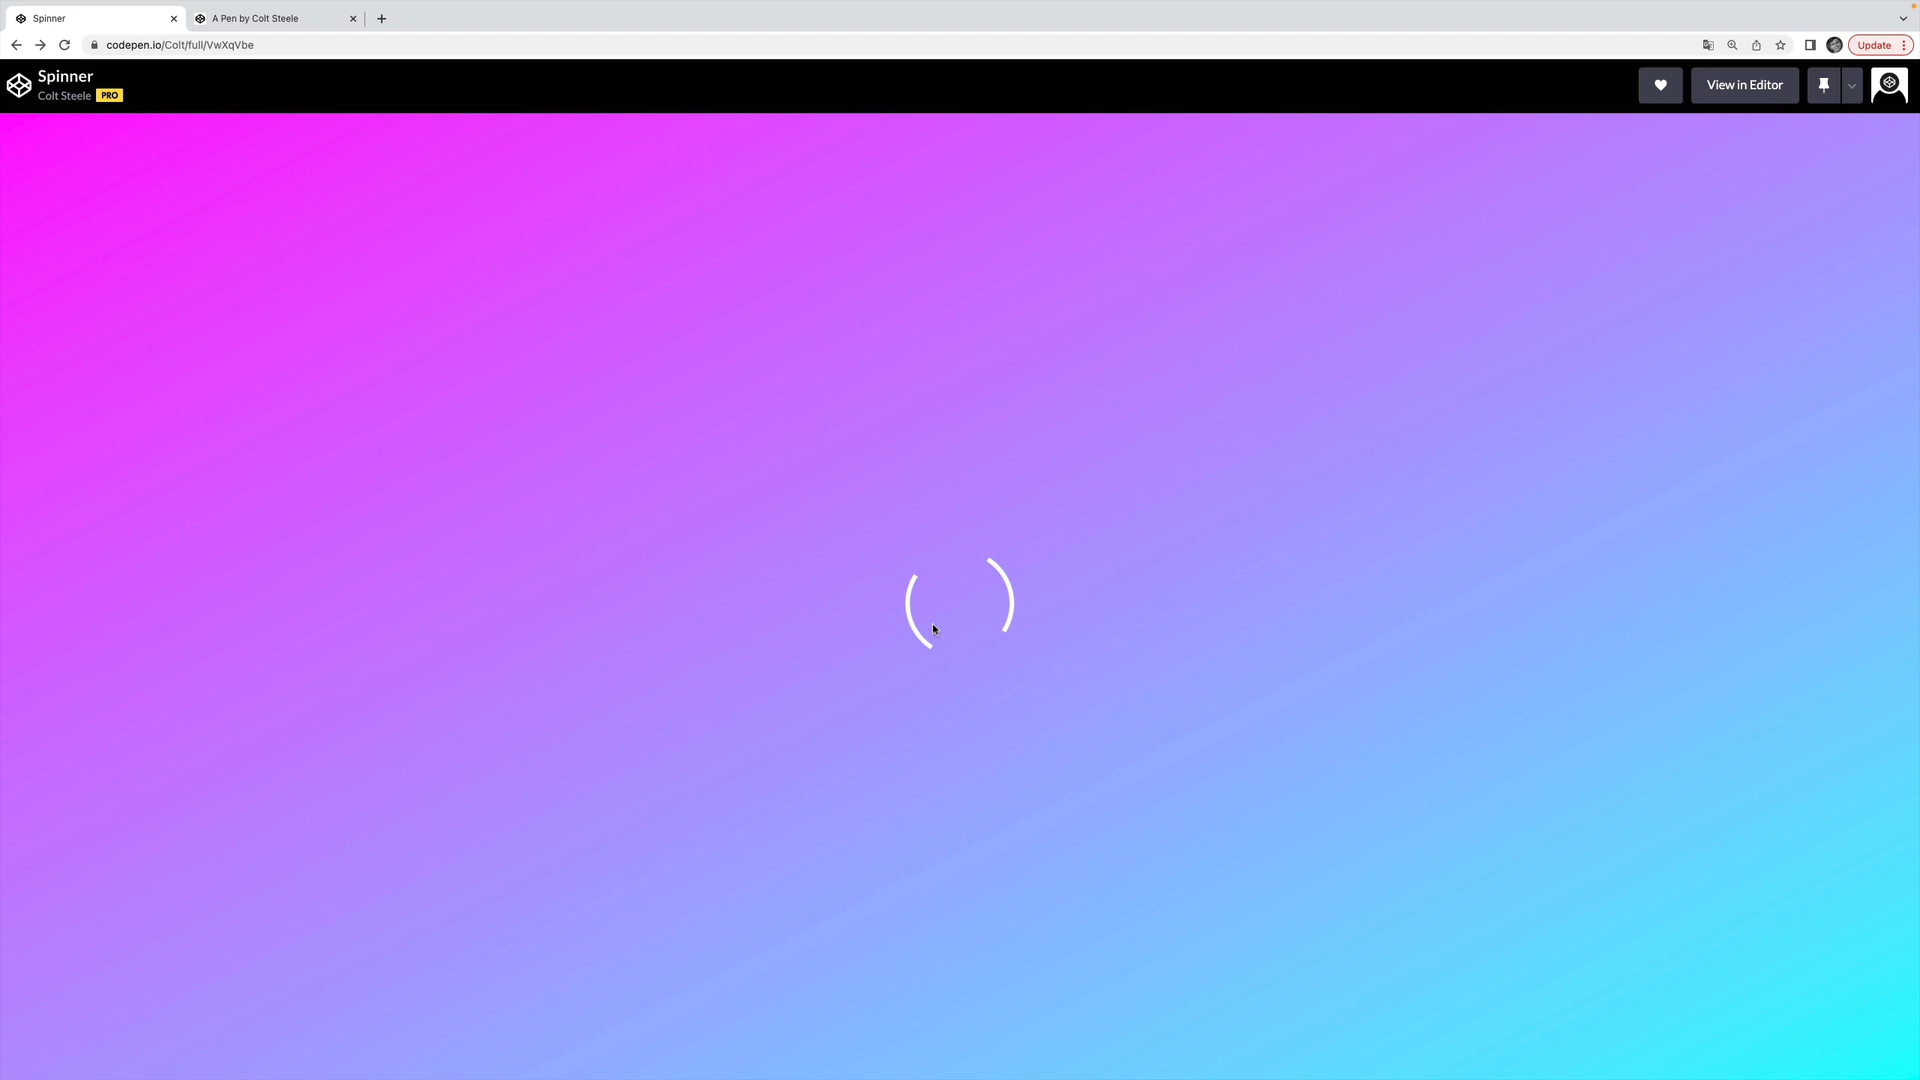 Spinner
A Pen by Colt Steele
codepen.io/Colt/full/VwXqVbe
Update
Spinner
Colt Steele PRO
View in Editor